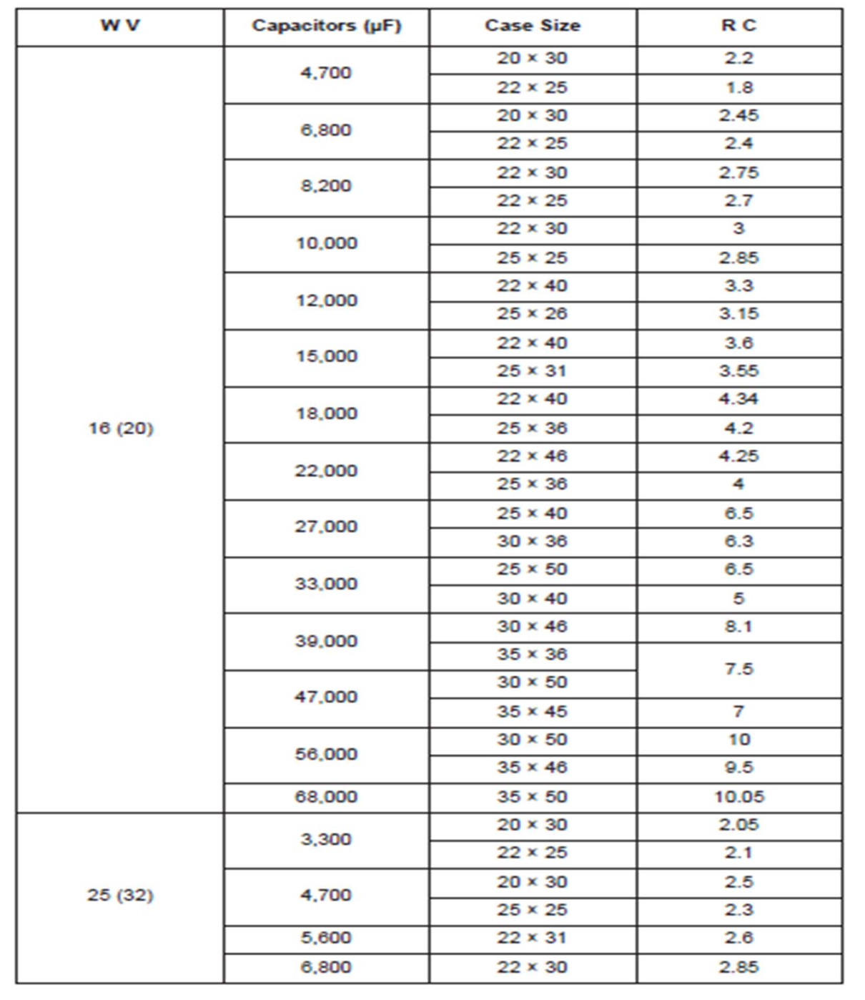 W V Capacitors (µF) Case Size R C
16 (20) 4,700 20 × 30 2.2
22 × 25 1.8
6,800 20 × 30 2.45
22 × 25 2.4
8,200 22 × 30 2.75
22 × 25 2.7
10,000 22 × 30 3
25 × 25 2.85
12,000 22 × 40 3.3
25 × 26 3.15
15,000 22 × 40 3.6
25 × 31 3.55
18,000 22 × 40 4.34
25 × 36 4.2
22,000 22 × 46 4.25
25 × 36 4
27,000 25 × 40 6.5
30 × 36 6.3
33,000 25 × 50 6.5
30 × 40 5
39,000 30 × 46 8.1
35 × 36 7.5
47,000 30 × 50
35 × 45 7
56,000 30 × 50 10
35 × 46 9.5
68,000 35 × 50 10.05
25 (32) 3,300 20 × 30 2.05
22 × 25 2.1
4,700 20 × 30 2.5
25 × 25 2.3
5,600 22 × 31 2.6
6,800 22 × 30 2.85